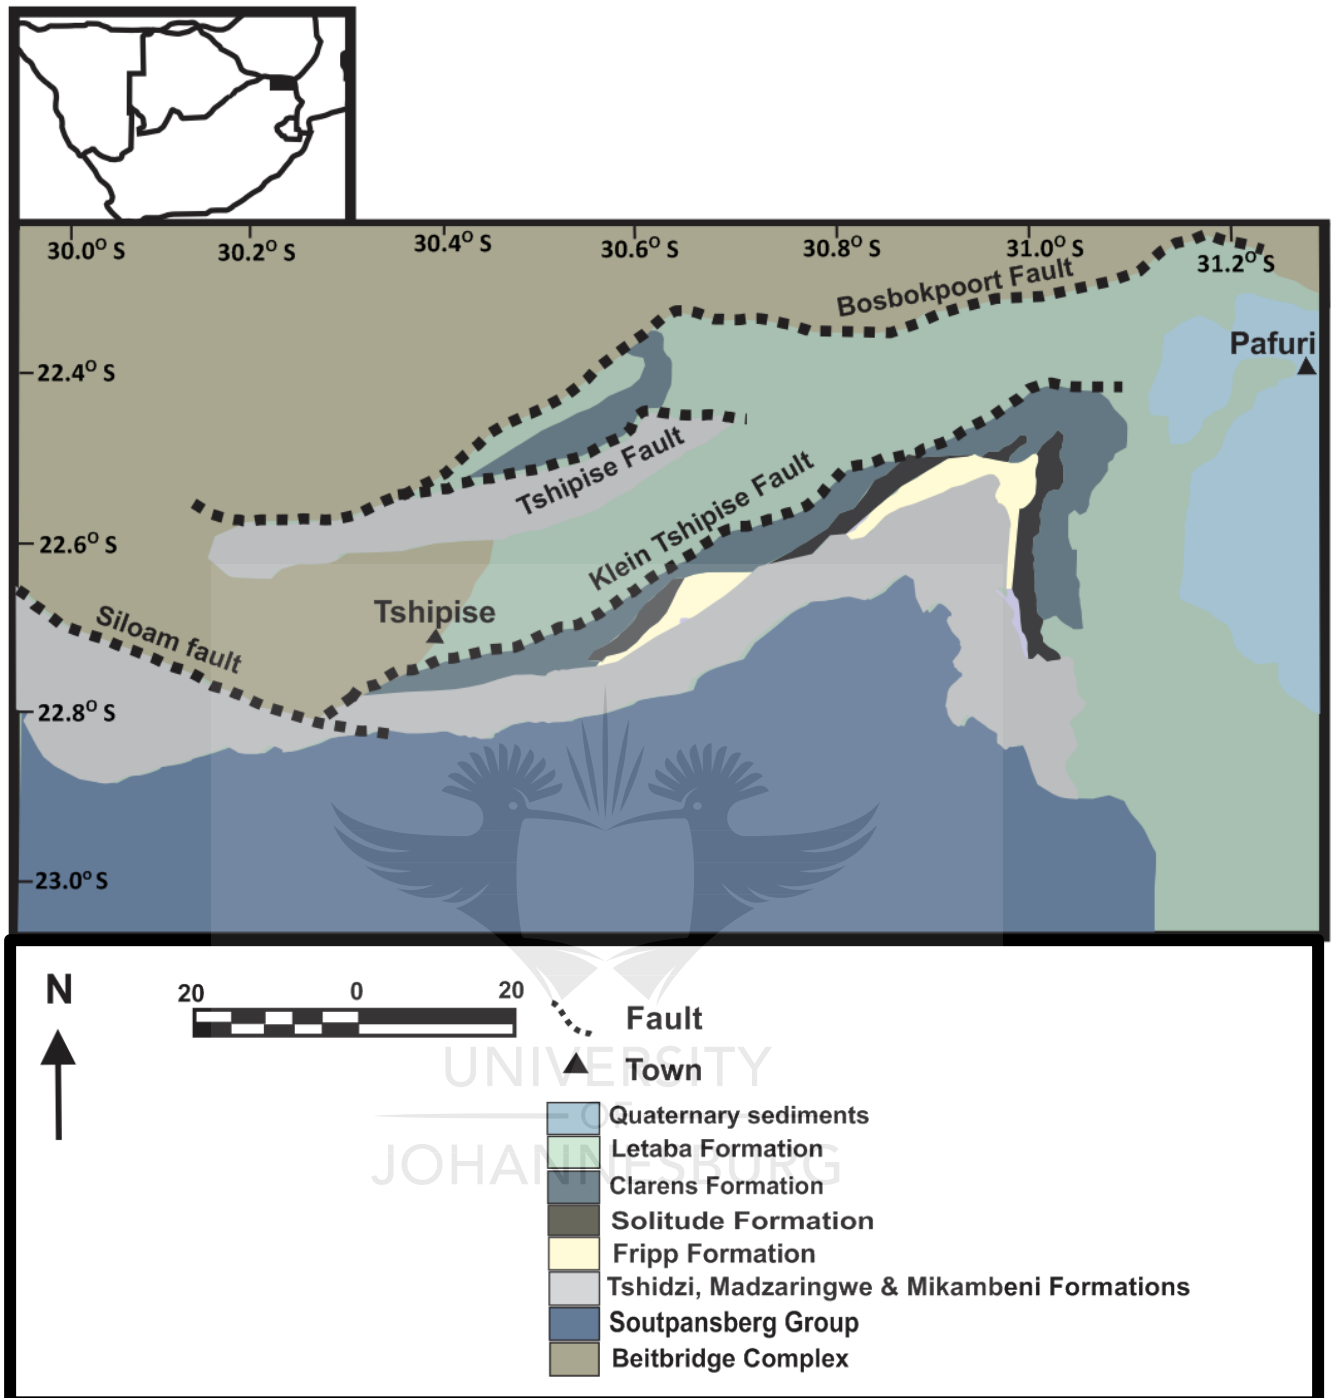 30.0° S
30.2° S
30.4° S
30.6° S
30.8° S
31.0° S
31.2° S
Bosbokpoort Fault
Pafuri
22.4° S
Tshipise Fault
22.6° S
Klein Tshipise Fault
Siloam fault
Tshipise
22.8° S
23.0° S
N
20 0 20
Fault
Town
UNIVERSITY
OF
JOHANNESBURG
Quaternary sediments
Letaba Formation
Clarens Formation
Solitude Formation
Fripp Formation
Tshidzi, Madzaringwe & Mikambeni Formations
Soutpansberg Group
Beitbridge Complex